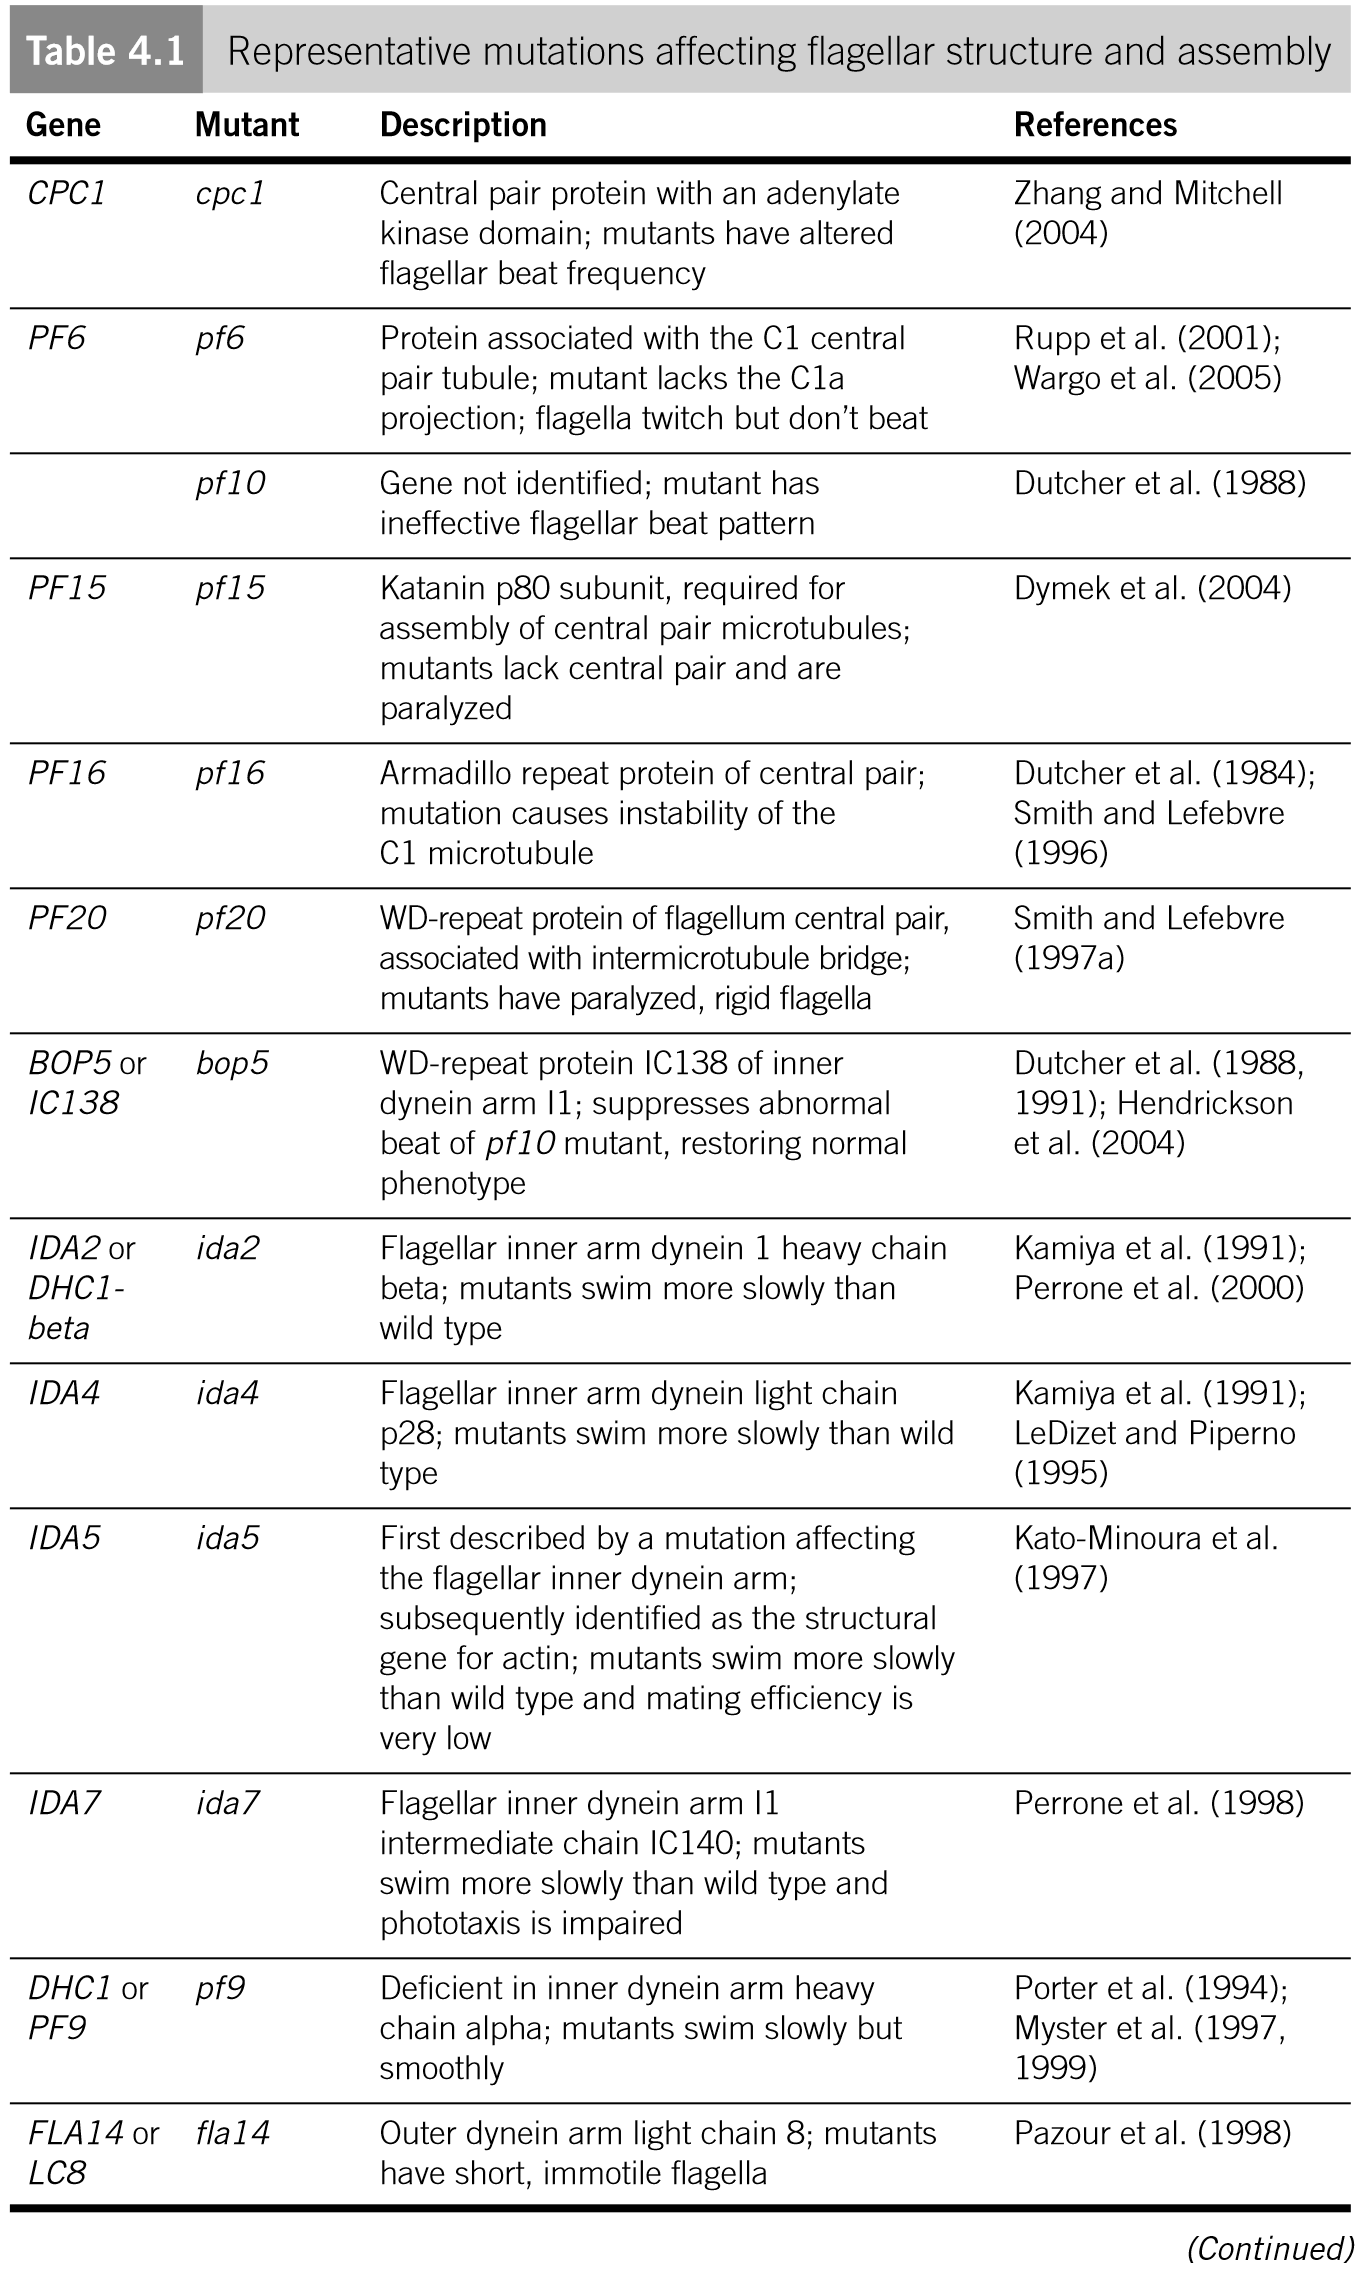 Table 4.1 Representative mutations affecting flagellar structure and assembly
Gene Mutant Description References
CPC1 cpc1 Central pair protein with an adenylate Zhang and Mitchell
kinase domain; mutants have altered (2004)
flagellar beat frequency
PF6 pf6 Protein associated with the C1 central Rupp et al. (2001);
pair tubule; mutant lacks the C1a Wargo et al. (2005)
projection; flagella twitch but don’t beat
pf10 Gene not identified; mutant has Dutcher et al. (1988)
ineffective flagellar beat pattern
PF15 pf15 Katanin p80 subunit, required for Dymek et al. (2004)
assembly of central pair microtubules;
mutants lack central pair and are
paralyzed
PF16 pf16 Armadillo repeat protein of central pair; Dutcher et al. (1984);
mutation causes instability of the Smith and Lefebvre
C1 microtubule (1996)
PF20 pf20 WD-repeat protein of flagellum central pair, Smith and Lefebvre
associated with intermicrotubule bridge; (1997a)
mutants have paralyzed, rigid flagella
BOP5 or bop5 WD-repeat protein IC138 of inner Dutcher et al. (1988,
IC138 dynein arm I1; suppresses abnormal 1991); Hendrickson
beat of pf10 mutant, restoring normal et al. (2004)
phenotype
IDA2 or ida2 Flagellar inner arm dynein 1 heavy chain Kamiya et al. (1991);
DHC1- beta; mutants swim more slowly than Perrone et al. (2000)
beta wild type
IDA4 ida4 Flagellar inner arm dynein light chain Kamiya et al. (1991);
p28; mutants swim more slowly than wild LeDizet and Piperno
type (1995)
IDA5 ida5 First described by a mutation affecting Kato-Minoura et al.
the flagellar inner dynein arm; (1997)
subsequently identified as the structural
gene for actin; mutants swim more slowly
than wild type and mating efficiency is
very low
IDA7 ida7 Flagellar inner dynein arm I1 Perrone et al. (1998)
intermediate chain IC140; mutants
swim more slowly than wild type and
phototaxis is impaired
DHC1 or pf9 Deficient in inner dynein arm heavy Porter et al. (1994);
PF9 chain alpha; mutants swim slowly but Myster et al. (1997,
smoothly 1999)
FLA14 or fla14 Outer dynein arm light chain 8; mutants Pazour et al. (1998)
LC8 have short, immotile flagella
(Continued)